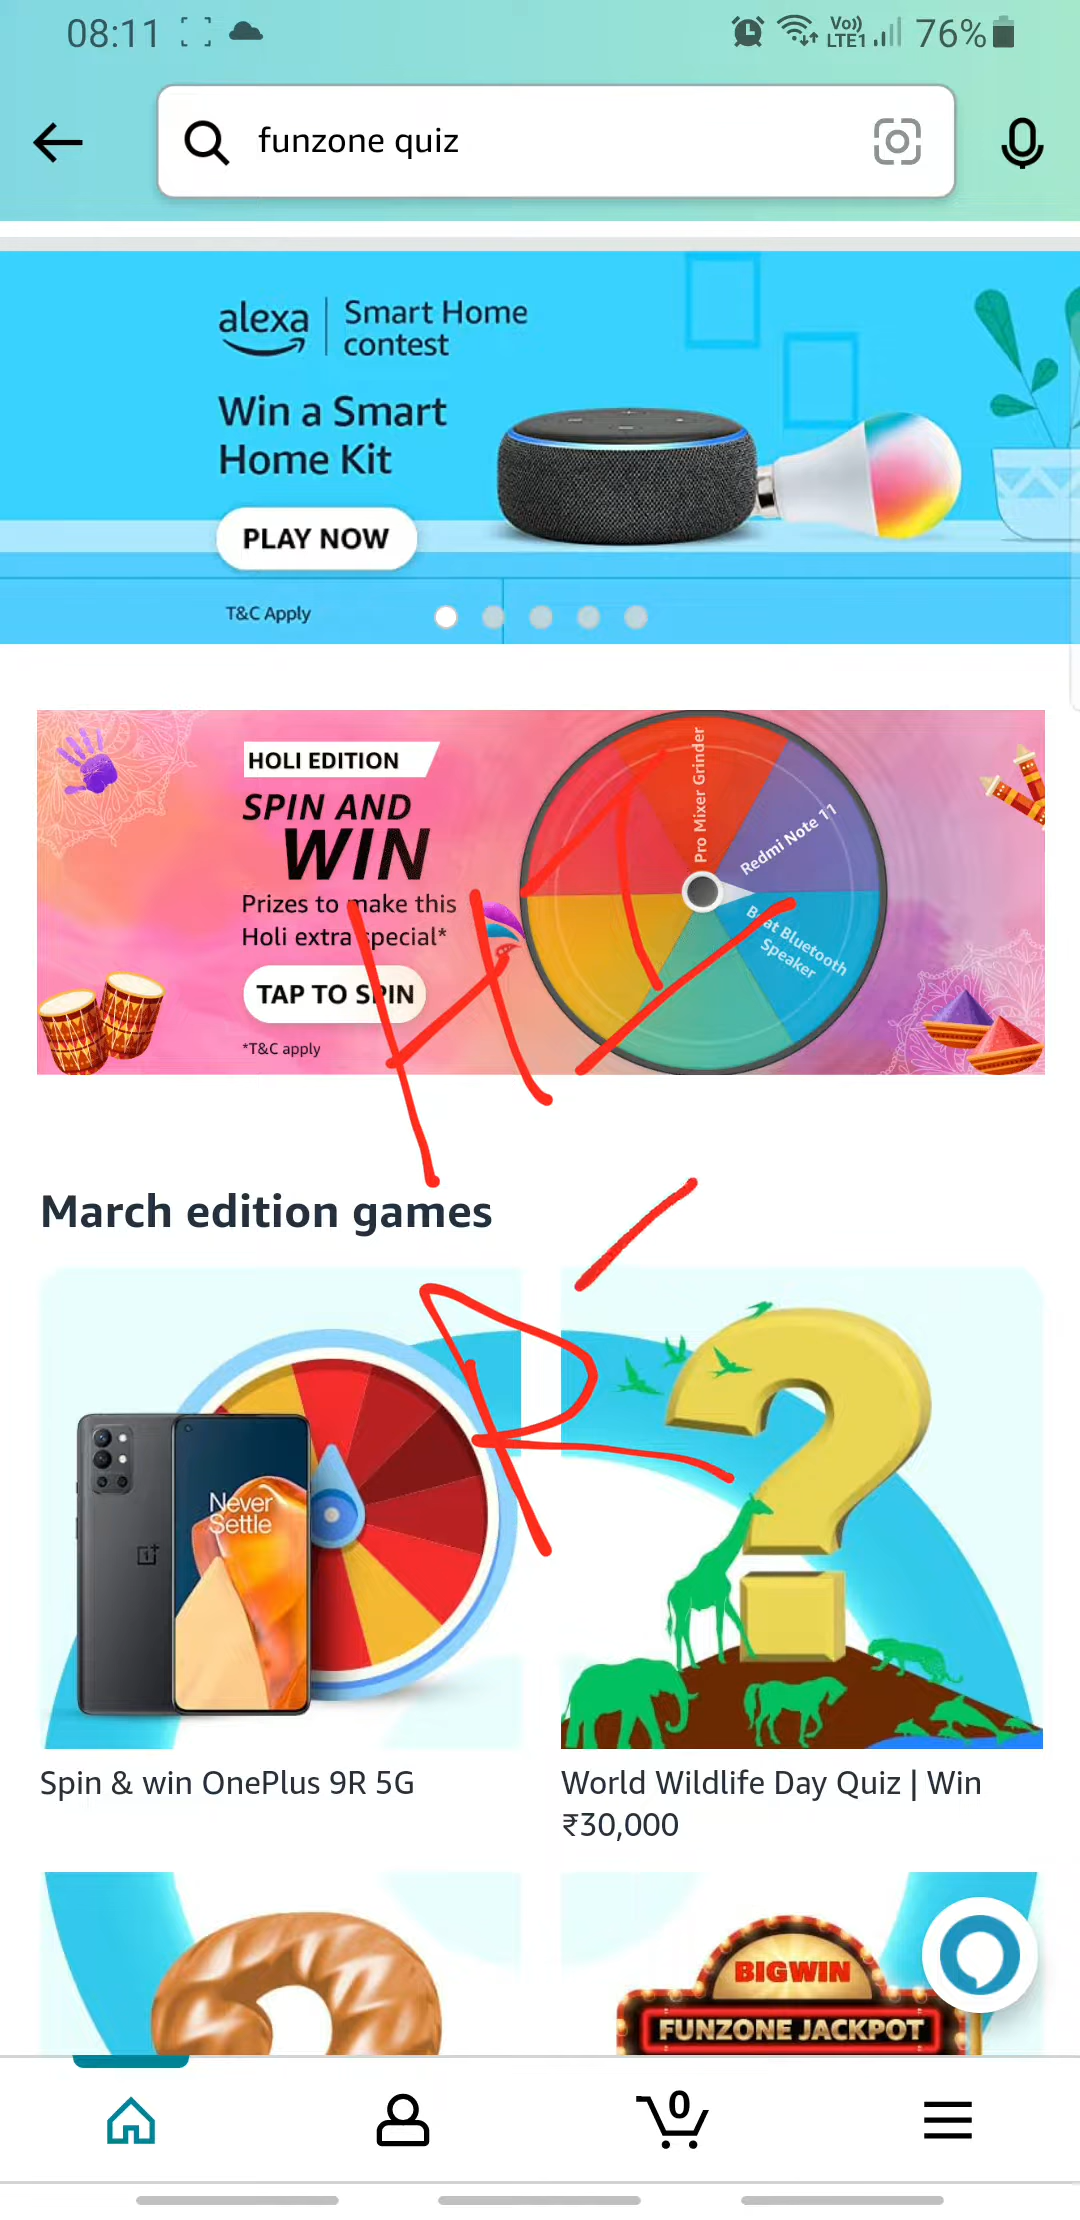 08:11 Vo)) LTE1 76%
funzone quiz
alexa Smart Home contest
Win a Smart
Home Kit
PLAY NOW
T&C Apply
HOLI EDITION
SPIN AND
WIN
Prizes to make this
Holi extra special*
TAP TO SPIN
*T&C apply
Pro Mixer Grinder
Redmi Note 11
Boat Bluetooth
Speaker
March edition games
Never
Settle
Spin & win OnePlus 9R 5G
World Wildlife Day Quiz | Win
₹30,000
BIGWIN
FUNZONE JACKPOT
0